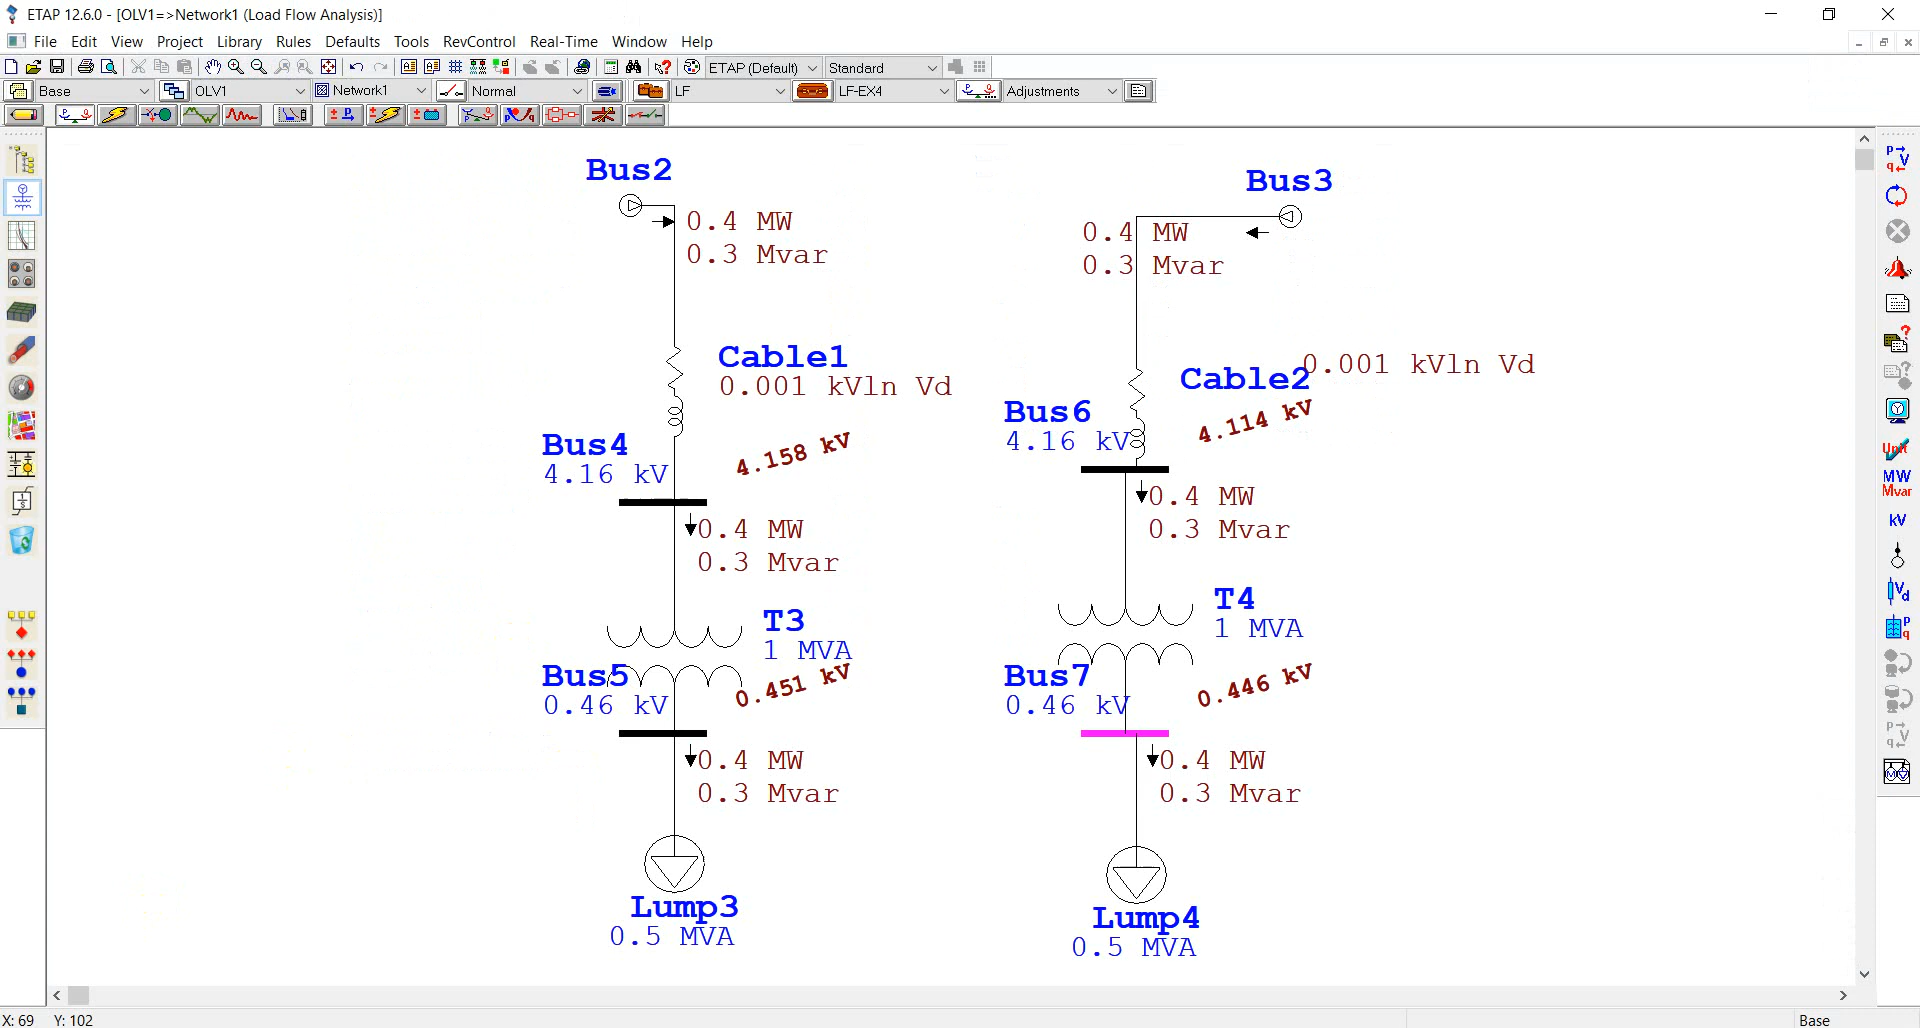 ETAP 12.6.0 - [OLV1=>Network1 (Load Flow Analysis)]
File Edit View Project Library Rules Defaults Tools RevControl Real-Time Window Help
ETAP (Default) Standard
Base OLV1 Network1 Normal LF LF-EX4 Adjustments
Bus2
0.4 MW
0.3 Mvar
Cable1
0.001 kVln Vd
Bus4
4.16 kV
4.158 kV
0.4 MW
0.3 Mvar
T3
1 MVA
Bus5
0.46 kV
0.451 kV
0.4 MW
0.3 Mvar
Lump3
0.5 MVA
Bus3
0.4 MW
0.3 Mvar
Cable2
0.001 kVln Vd
Bus6
4.16 kV
4.114 kV
0.4 MW
0.3 Mvar
T4
1 MVA
Bus7
0.46 kV
0.446 kV
0.4 MW
0.3 Mvar
Lump4
0.5 MVA
Unit
MW
Mvar
kV
Vd
X: 69 Y: 102
Base